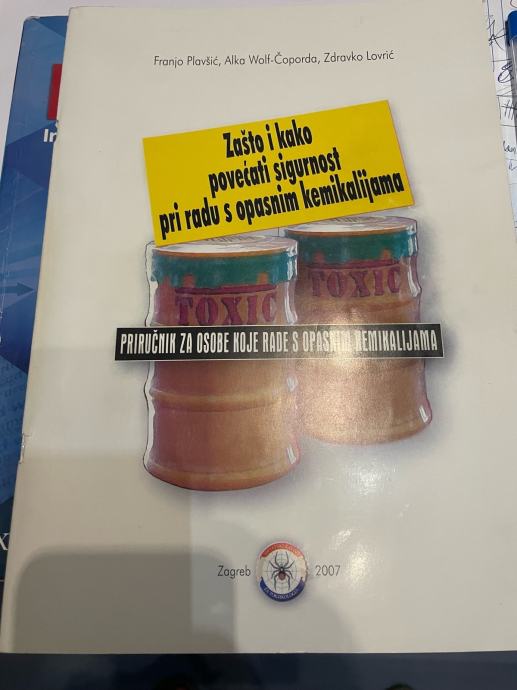 Franjo Plavšić, Alka Wolf-Čoporda, Zdravko Lovrić
Zašto i kako
povećati sigurnost
pri radu s opasnim kemikalijama
TOXIC
TOXIC
PRIRUČNIK ZA OSOBE KOJE RADE S OPASNIM KEMIKALIJAMA
Zagreb 2007